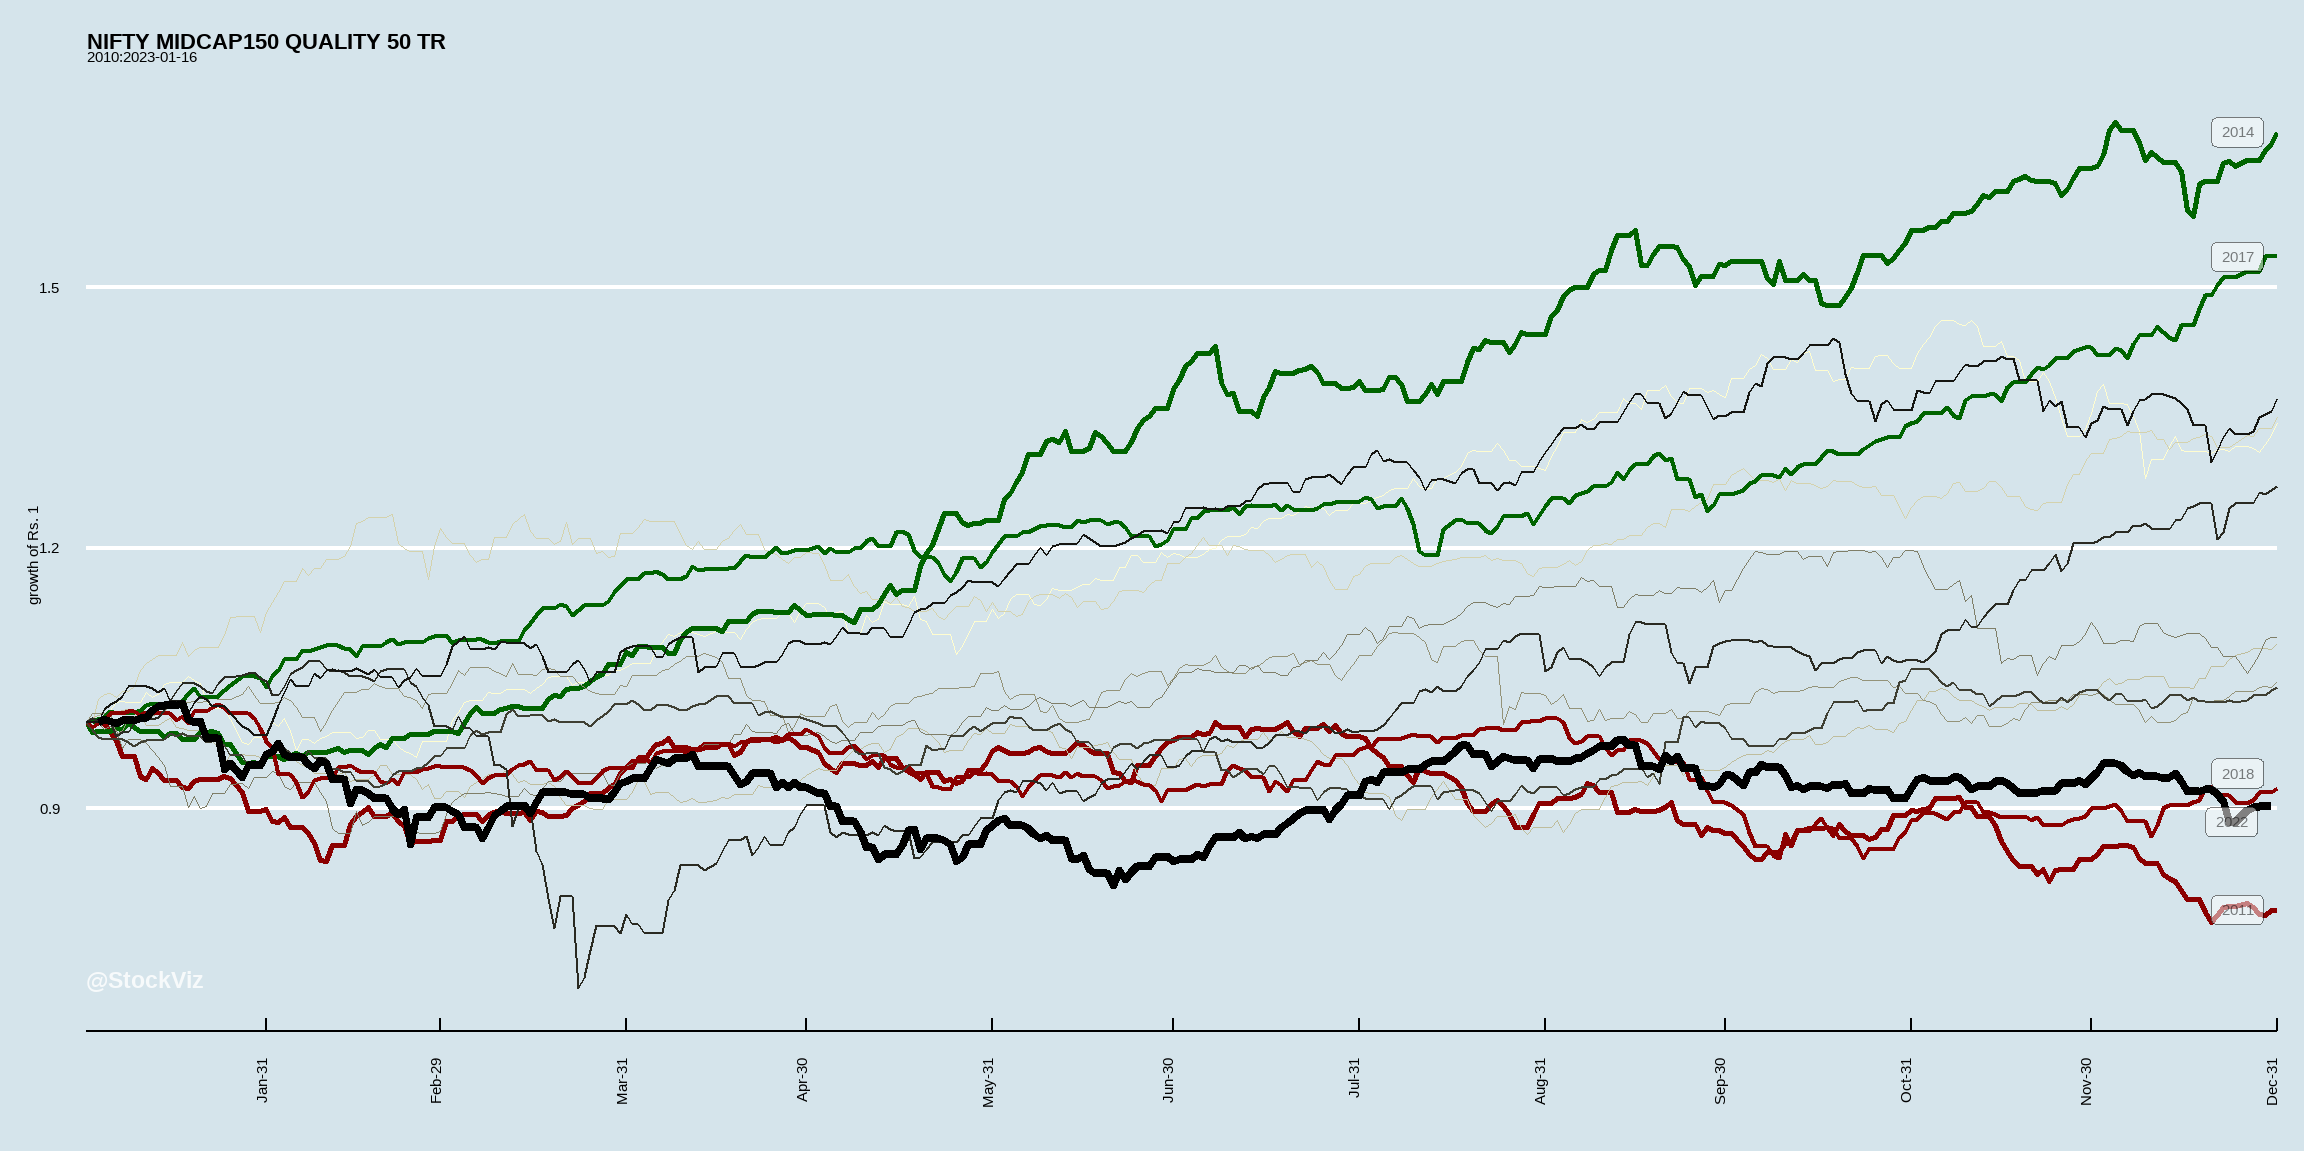 NIFTY MIDCAP150 QUALITY 50 TR
2010:2023-01-16
2014
2017
1.5
growth of Rs. 1
1.2
2018
0.9
2022
2011
@StockViz
Jan-31
Feb-29
Mar-31
Apr-30
May-31
Jun-30
Jul-31
Aug-31
Sep-30
Oct-31
Nov-30
Dec-31